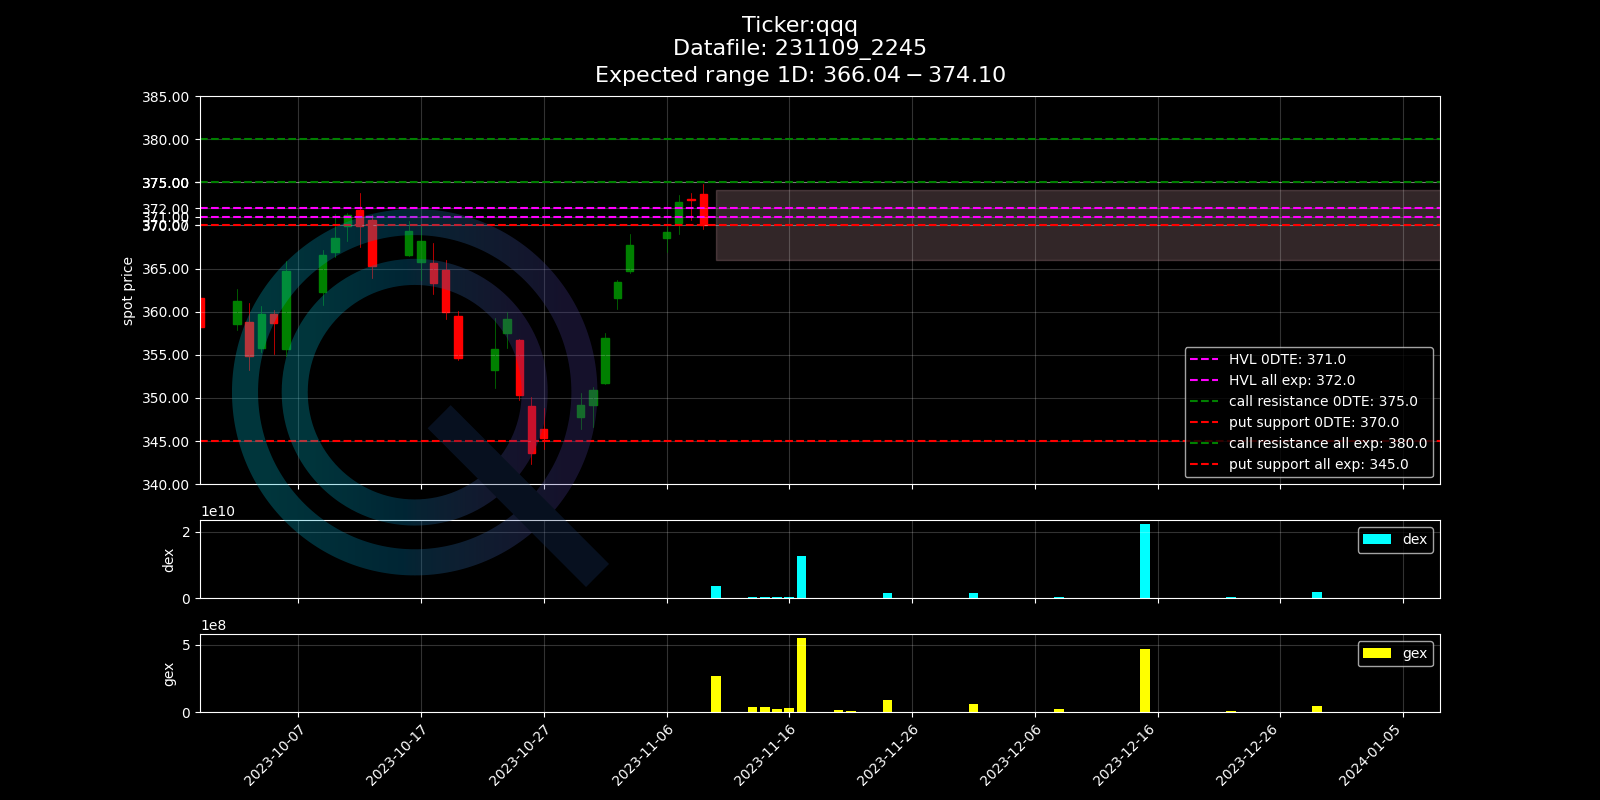 Ticker:qqq
Datafile: 231109_2245
Expected range 1D: 366.04 − 374.10
385.00
380.00
375.00
372.00
371.00
370.00
365.00
360.00
355.00
350.00
345.00
340.00
spot price
HVL 0DTE: 371.0
HVL all exp: 372.0
call resistance 0DTE: 375.0
put support 0DTE: 370.0
call resistance all exp: 380.0
put support all exp: 345.0
1e10
2
0
dex
dex
1e8
5
0
gex
gex
2023-10-07
2023-10-17
2023-10-27
2023-11-06
2023-11-16
2023-11-26
2023-12-06
2023-12-16
2023-12-26
2024-01-05